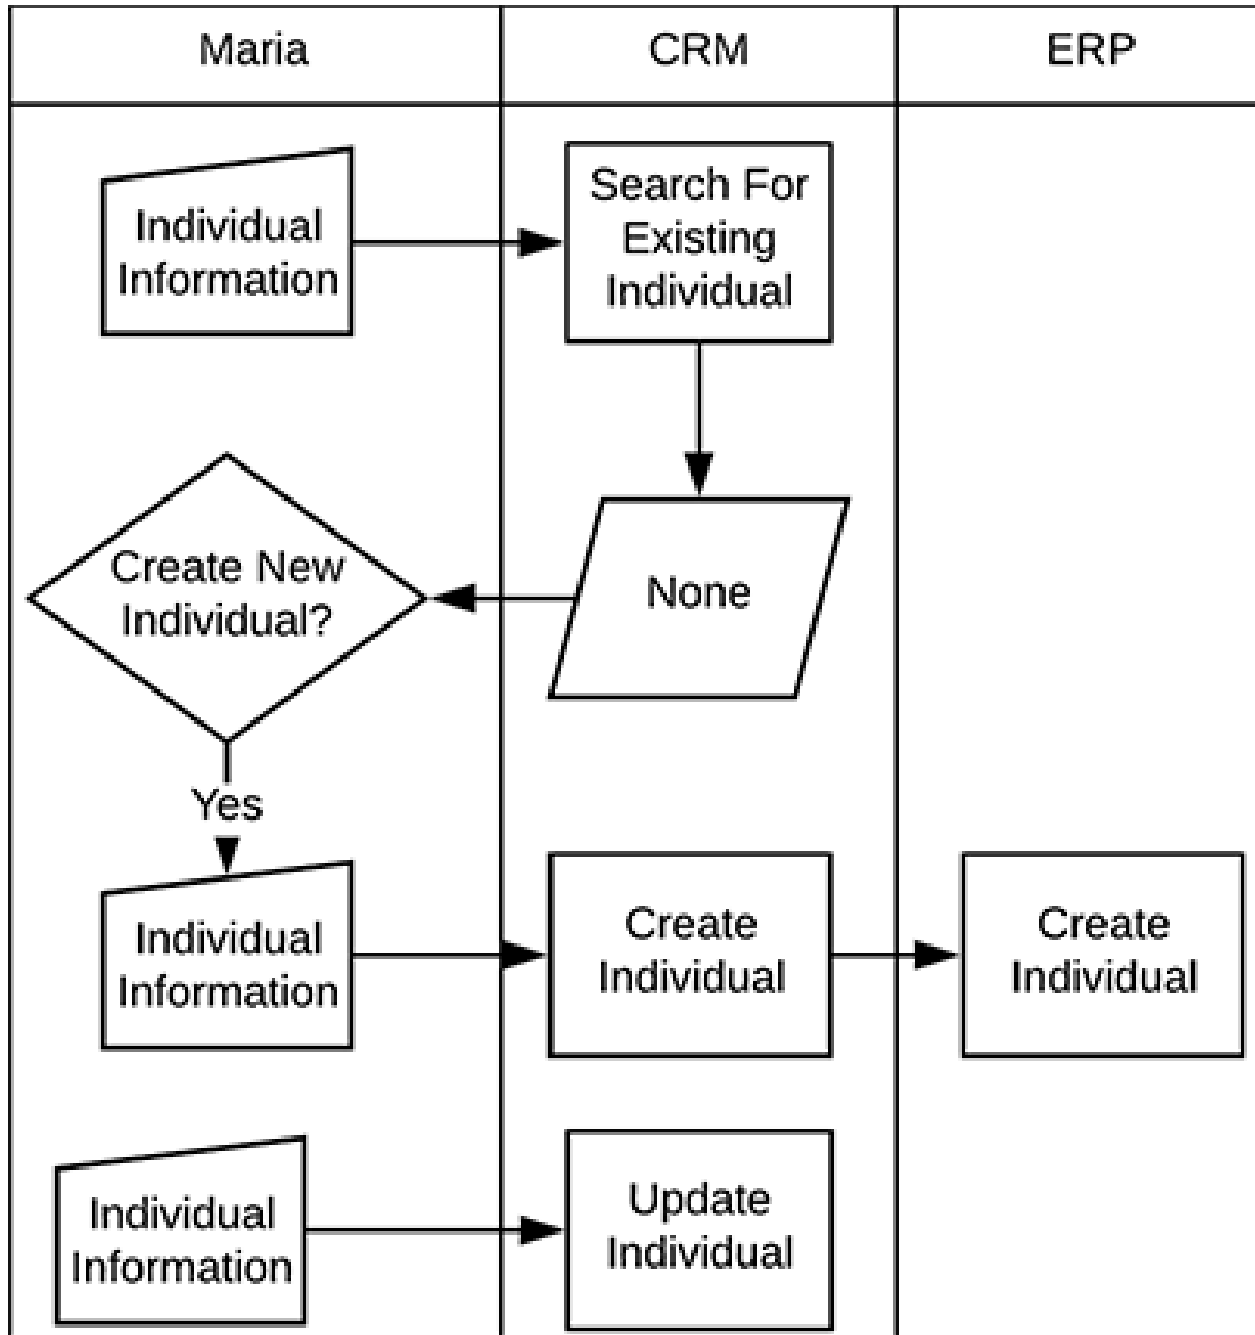 Maria
CRM
ERP
Individual
Information
Search For
Existing
Individual
Create New
Individual?
None
Yes
Individual
Information
Create
Individual
Create
Individual
Individual
Information
Update
Individual